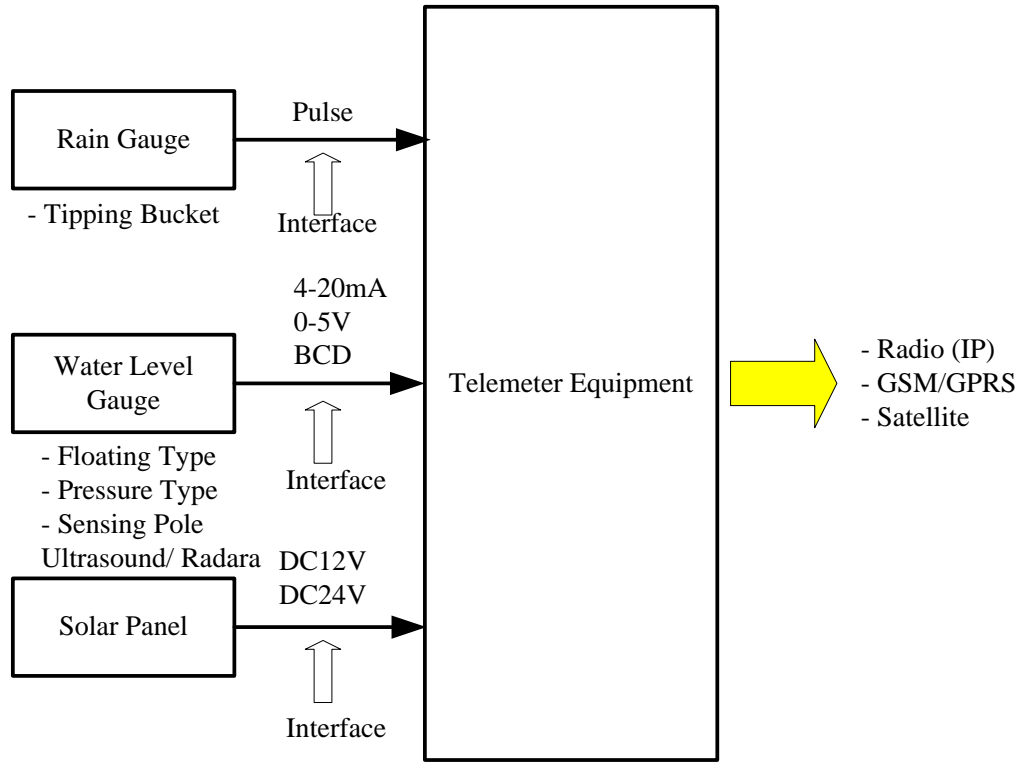 Rain Gauge
Pulse
- Tipping Bucket
Interface
Water Level
Gauge
4-20mA
0-5V
BCD
- Floating Type
- Pressure Type
- Sensing Pole
Ultrasound/ Radara
Interface
Solar Panel
DC12V
DC24V
Interface
Telemeter Equipment
- Radio (IP)
- GSM/GPRS
- Satellite